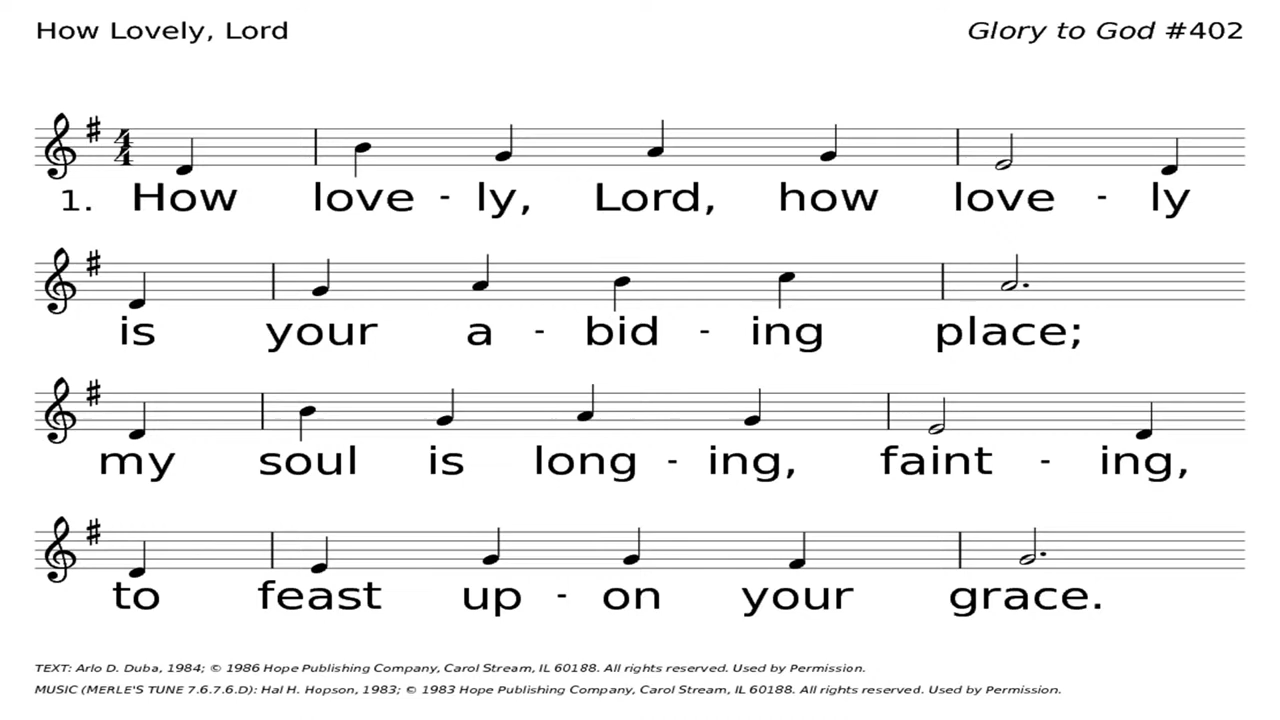 How Lovely, Lord
Glory to God #402
1. How love - ly, Lord, how love - ly
is your a - bid - ing place;
my soul is long - ing, faint - ing,
to feast up - on your grace.
TEXT: Arlo D. Duba, 1984; © 1986 Hope Publishing Company, Carol Stream, IL 60188. All rights reserved. Used by Permission.
MUSIC (MERLE'S TUNE 7.6.7.6.D): Hal H. Hopson, 1983; © 1983 Hope Publishing Company, Carol Stream, IL 60188. All rights reserved. Used by Permission.